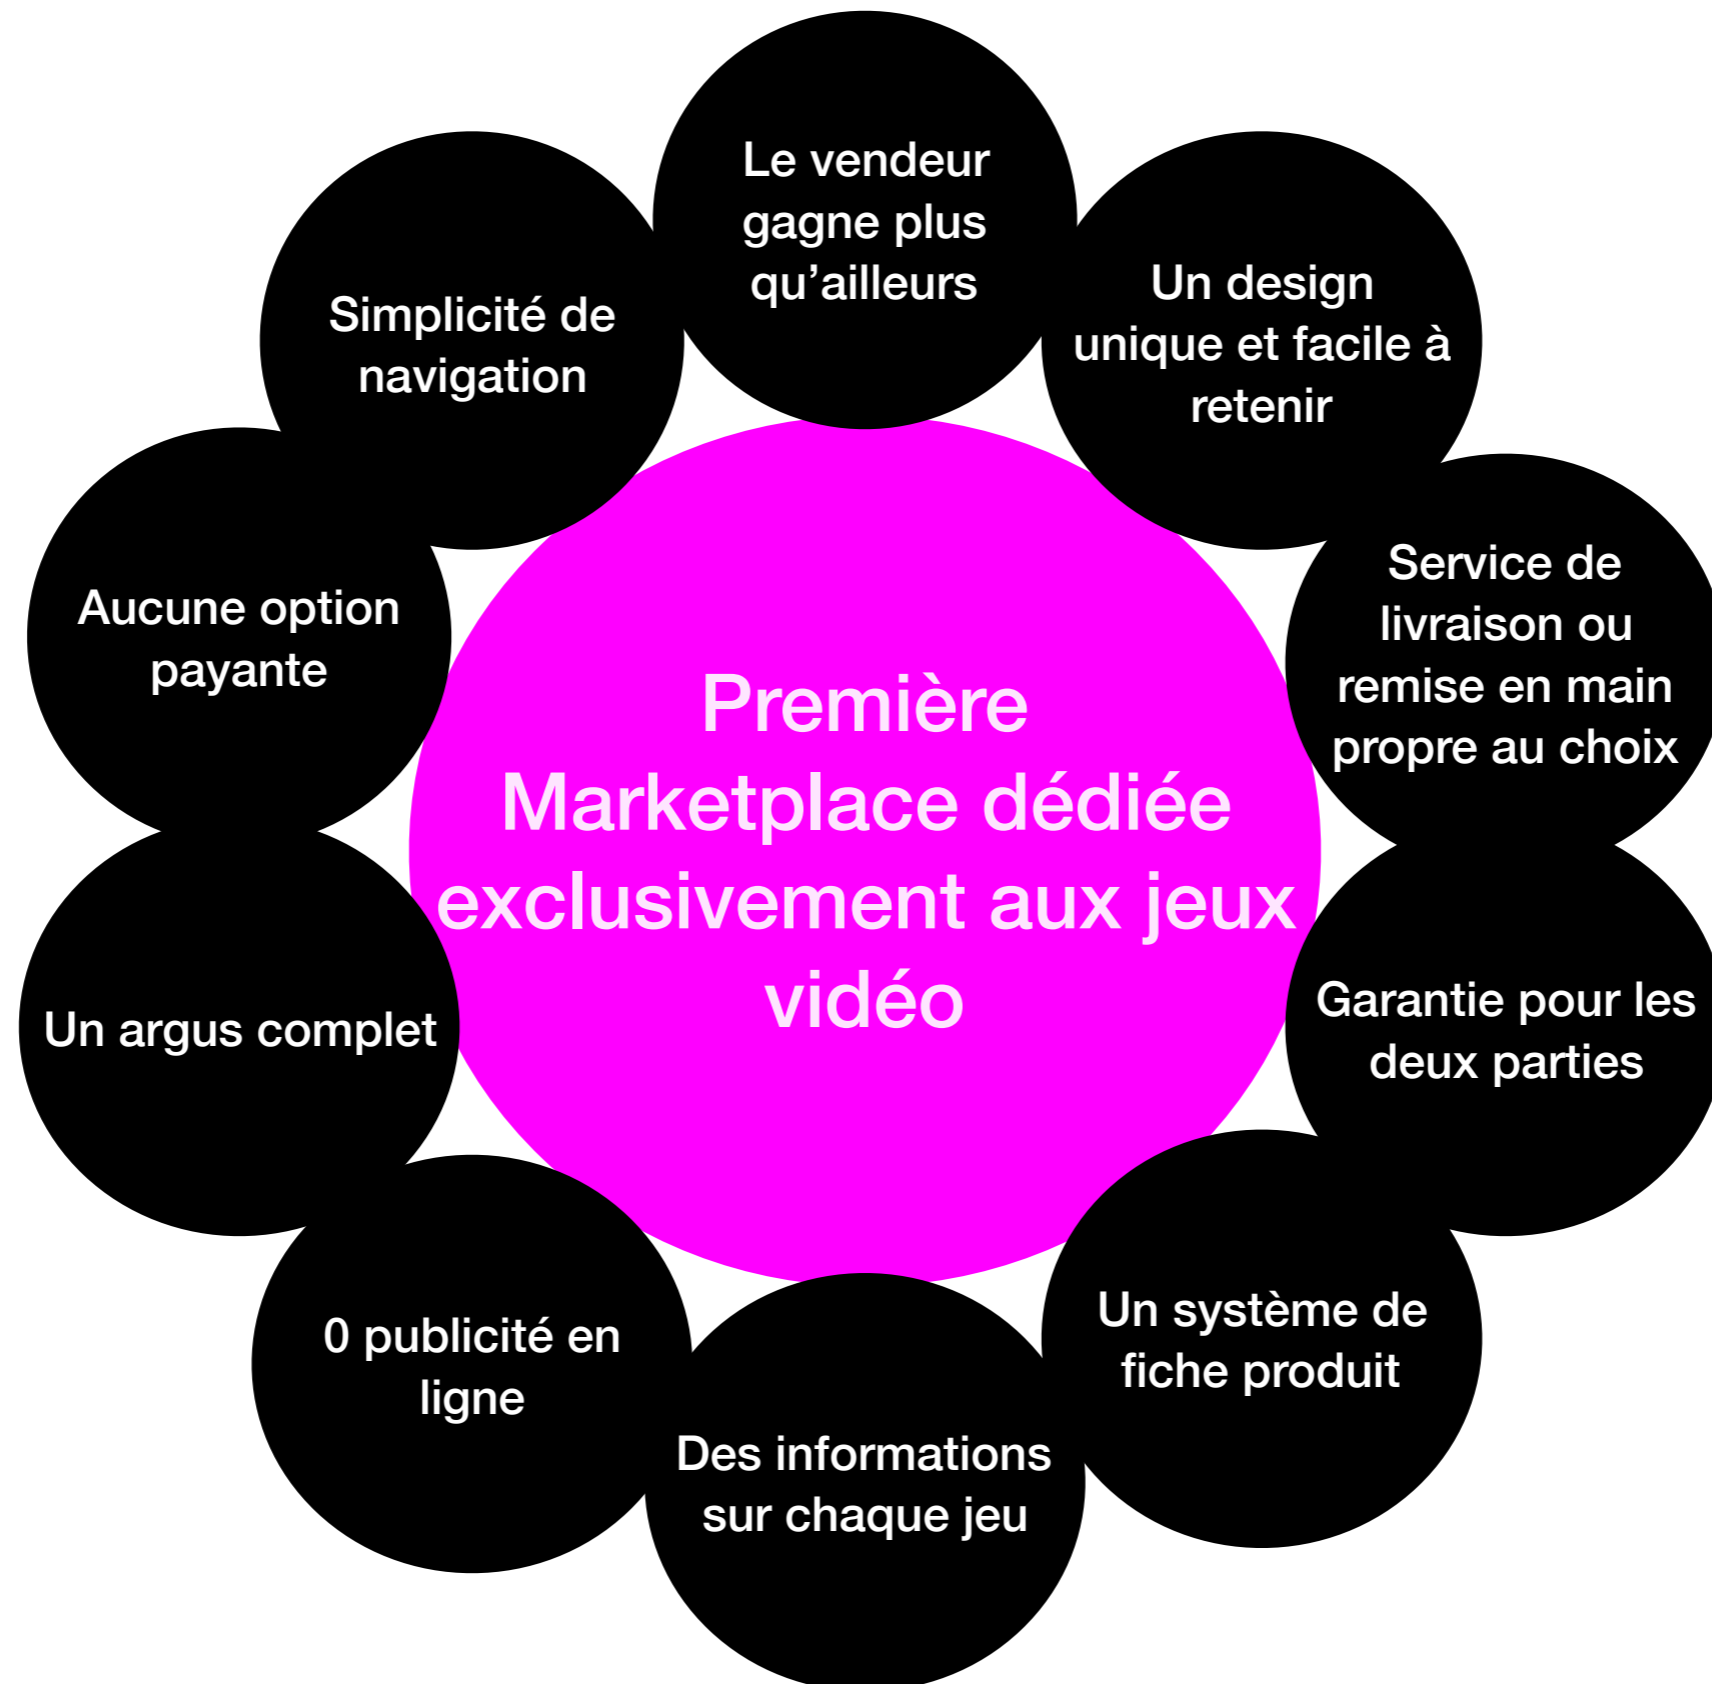 Le vendeur
gagne plus
qu’ailleurs
Un design
unique et facile à
retenir
Service de
livraison ou
remise en main
propre au choix
Garantie pour les
deux parties
Un système de
fiche produit
Des informations
sur chaque jeu
0 publicité en
ligne
Un argus complet
Aucune option
payante
Simplicité de
navigation
Première
Marketplace dédiée
exclusivement aux jeux
vidéo